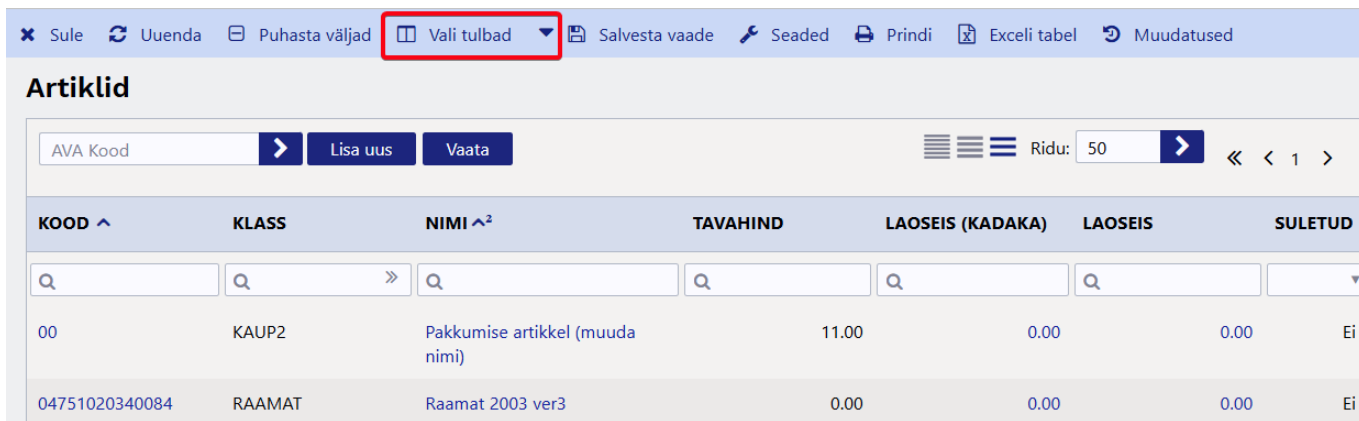 Sule Uuenda Puhasta väljad Vali tulbad Salvesta vaade Seaded Prindi Exceli tabel Muudatused
Artiklid
AVA Kood Lisa uus Vaata Ridu: 50 1
KOOD KLASS NIMI 2 TAVAHIND LAOSEIS (KADAKA) LAOSEIS SULETUD
00 KAUP2 Pakkumise artikkel (muuda nimi) 11.00 0.00 0.00 Ei
04751020340084 RAAMAT Raamat 2003 ver3 0.00 0.00 0.00 Ei